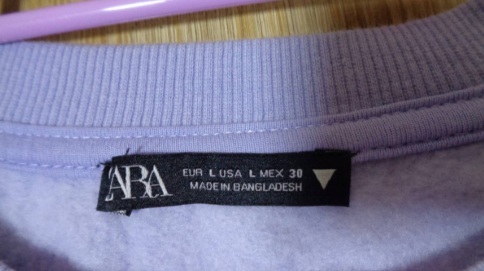 ZARA
EUR L USA L MEX 30
MADE IN BANGLADESH